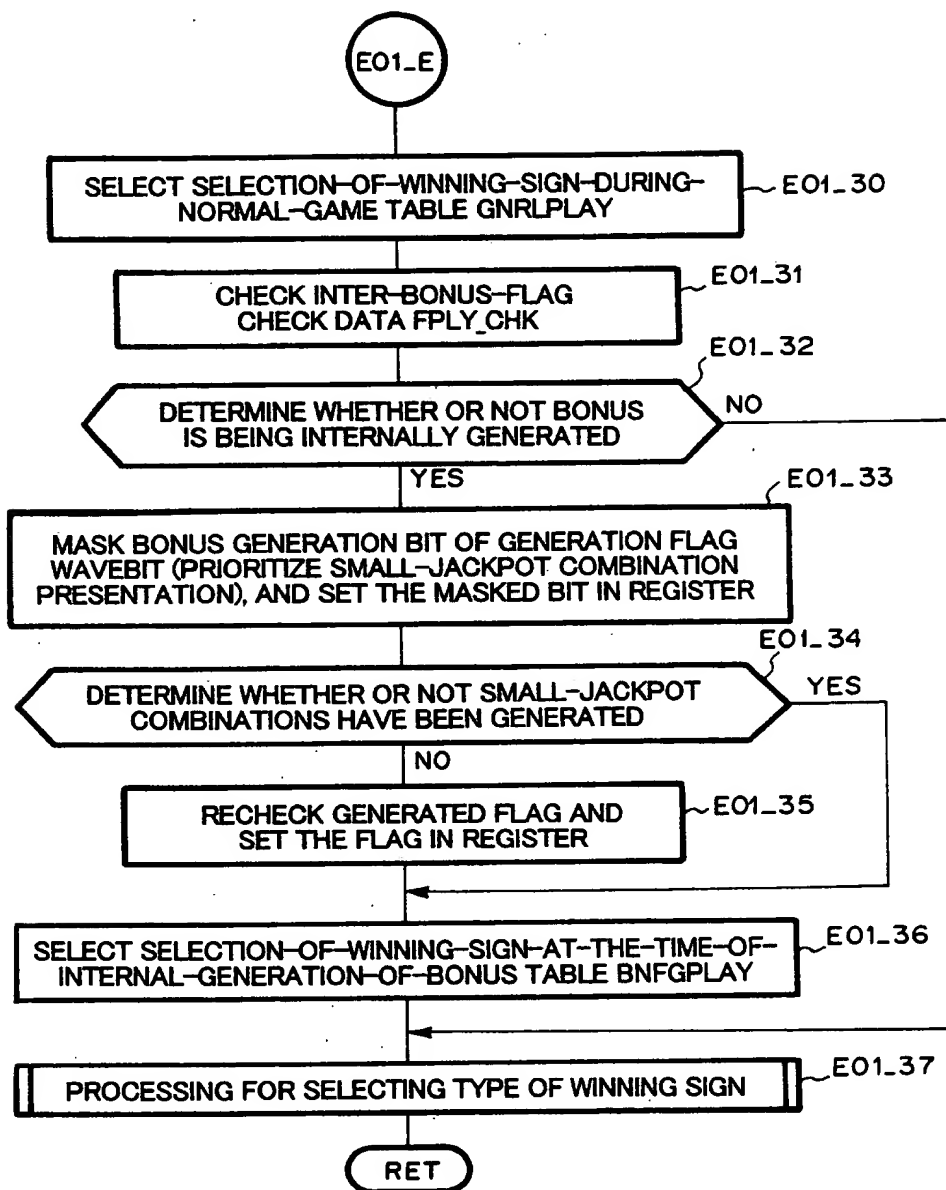 E01_E
SELECT SELECTION-OF-WINNING-SIGN-DURING-
NORMAL-GAME TABLE GNRLPLAY
E01_30
CHECK INTER-BONUS-FLAG
CHECK DATA FPLY_CHK
E01_31
E01_32
DETERMINE WHETHER OR NOT BONUS
IS BEING INTERNALLY GENERATED
NO
YES
E01_33
MASK BONUS GENERATION BIT OF GENERATION FLAG
WAVEBIT (PRIORITIZE SMALL-JACKPOT COMBINATION
PRESENTATION), AND SET THE MASKED BIT IN REGISTER
E01_34
DETERMINE WHETHER OR NOT SMALL-JACKPOT
COMBINATIONS HAVE BEEN GENERATED
YES
NO
RECHECK GENERATED FLAG AND
SET THE FLAG IN REGISTER
E01_35
SELECT SELECTION-OF-WINNING-SIGN-AT-THE-TIME-OF-
INTERNAL-GENERATION-OF-BONUS TABLE BNFGPLAY
E01_36
PROCESSING FOR SELECTING TYPE OF WINNING SIGN
E01_37
RET